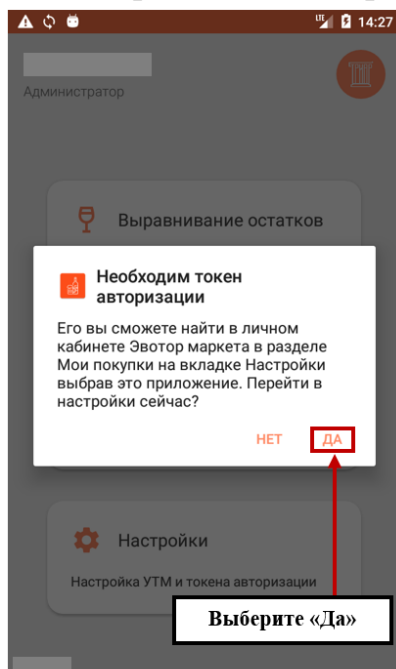 LTE 14:27
Администратор
Выравнивание остатков
Необходим токен
авторизации
Его вы сможете найти в личном
кабинете Эвотор маркета в разделе
Мои покупки на вкладке Настройки
выбрав это приложение. Перейти в
настройки сейчас?
НЕТ ДА
Настройки
Настройка УТМ и токена авторизации
Выберите «Да»